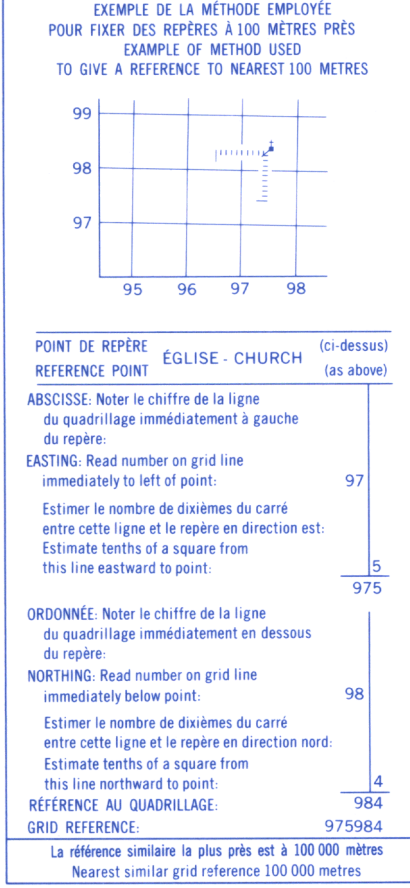 EXEMPLE DE LA MÉTHODE EMPLOYÉE
POUR FIXER DES REPÈRES À 100 MÈTRES PRÈS
EXAMPLE OF METHOD USED
TO GIVE A REFERENCE TO NEAREST 100 METRES
99
98
97
95 96 97 98
POINT DE REPÈRE
REFERENCE POINT
ÉGLISE - CHURCH
(ci-dessus)
(as above)
ABSCISSE: Noter le chiffre de la ligne
du quadrillage immédiatement à gauche
du repère:
EASTING: Read number on grid line
immediately to left of point: 97
Estimer le nombre de dixièmes du carré
entre cette ligne et le repère en direction est:
Estimate tenths of a square from
this line eastward to point: 5
975
ORDONNÉE: Noter le chiffre de la ligne
du quadrillage immédiatement en dessous
du repère:
NORTHING: Read number on grid line
immediately below point: 98
Estimer le nombre de dixièmes du carré
entre cette ligne et le repère en direction nord:
Estimate tenths of a square from
this line northward to point: 4
RÉFÉRENCE AU QUADRILLAGE: 984
GRID REFERENCE: 975984
La référence similaire la plus près est à 100 000 mètres
Nearest similar grid reference 100 000 metres